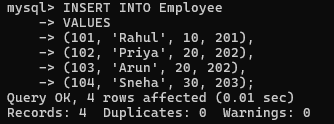 mysql> INSERT INTO Employee
    -> VALUES
    -> (101, 'Rahul', 10, 201),
    -> (102, 'Priya', 20, 202),
    -> (103, 'Arun', 20, 202),
    -> (104, 'Sneha', 30, 203);
Query OK, 4 rows affected (0.01 sec)
Records: 4  Duplicates: 0  Warnings: 0